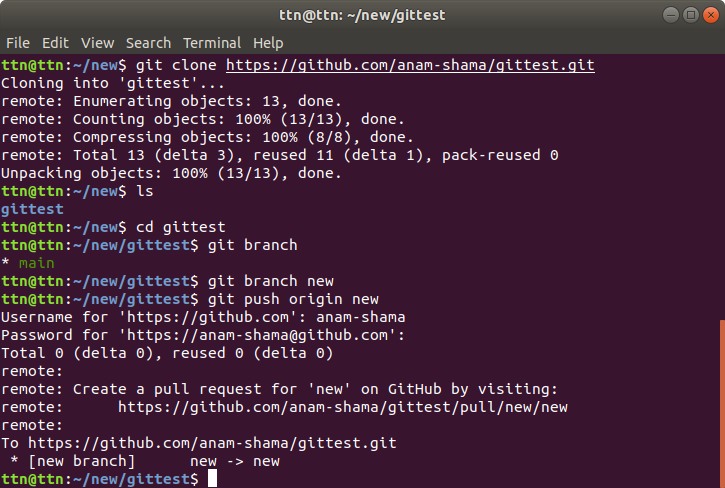 ttn@ttn: ~/new/gittest
File Edit View Search Terminal Help
ttn@ttn:~/new$ git clone https://github.com/anam-shama/gittest.git
Cloning into 'gittest'...
remote: Enumerating objects: 13, done.
remote: Counting objects: 100% (13/13), done.
remote: Compressing objects: 100% (8/8), done.
remote: Total 13 (delta 3), reused 11 (delta 1), pack-reused 0
Unpacking objects: 100% (13/13), done.
ttn@ttn:~/new$ ls
gittest
ttn@ttn:~/new$ cd gittest
ttn@ttn:~/new/gittest$ git branch
* main
ttn@ttn:~/new/gittest$ git branch new
ttn@ttn:~/new/gittest$ git push origin new
Username for 'https://github.com': anam-shama
Password for 'https://anam-shama@github.com':
Total 0 (delta 0), reused 0 (delta 0)
remote:
remote: Create a pull request for 'new' on GitHub by visiting:
remote:      https://github.com/anam-shama/gittest/pull/new/new
remote:
To https://github.com/anam-shama/gittest.git
 * [new branch]      new -> new
ttn@ttn:~/new/gittest$